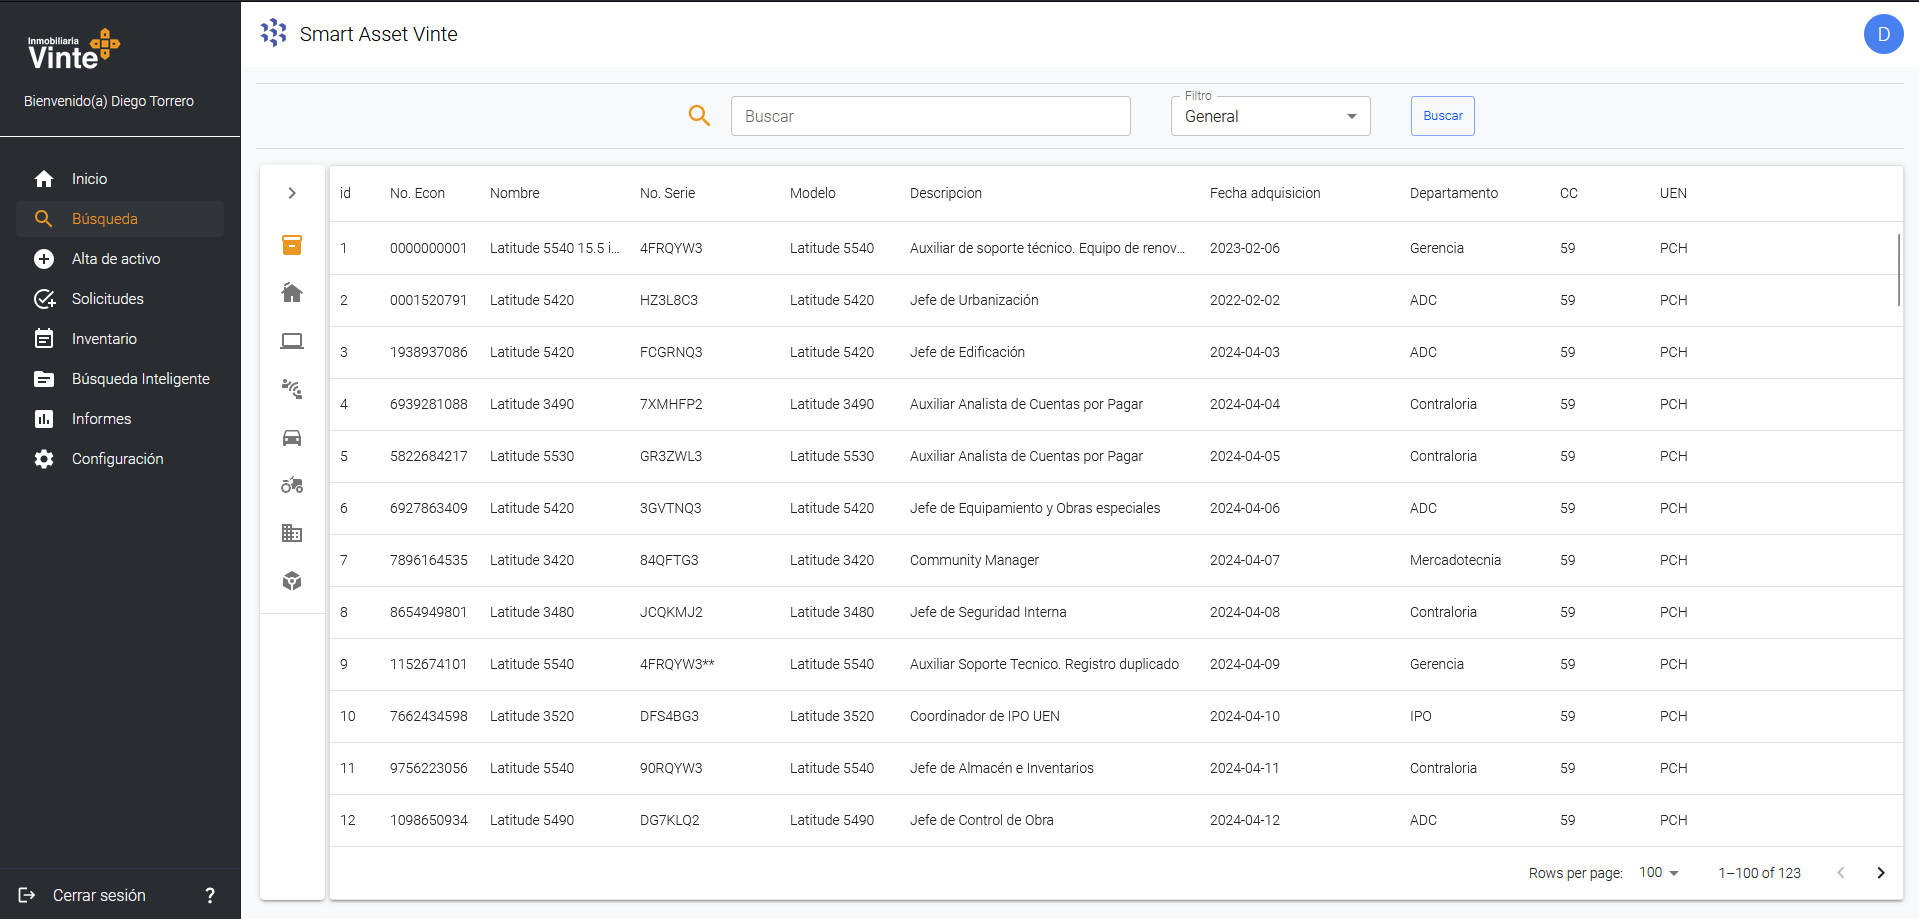 Inmobiliaria
Vinte
Bienvenido(a) Diego Torrero
Inicio
Búsqueda
Alta de activo
Solicitudes
Inventario
Búsqueda Inteligente
Informes
Configuración
Cerrar sesión ?
Smart Asset Vinte
D
Buscar
Filtro
General
Buscar
id No. Econ Nombre No. Serie Modelo Descripcion Fecha adquisicion Departamento CC UEN
1 0000000001 Latitude 5540 15.5 i... 4FRQYW3 Latitude 5540 Auxiliar de soporte técnico. Equipo de renov... 2023-02-06 Gerencia 59 PCH
2 0001520791 Latitude 5420 HZ3L8C3 Latitude 5420 Jefe de Urbanización 2022-02-02 ADC 59 PCH
3 1938937086 Latitude 5420 FCGRNQ3 Latitude 5420 Jefe de Edificación 2024-04-03 ADC 59 PCH
4 6939281088 Latitude 3490 7XMHFP2 Latitude 3490 Auxiliar Analista de Cuentas por Pagar 2024-04-04 Contraloria 59 PCH
5 5822684217 Latitude 5530 GR3ZWL3 Latitude 5530 Auxiliar Analista de Cuentas por Pagar 2024-04-05 Contraloria 59 PCH
6 6927863409 Latitude 5420 3GVTNQ3 Latitude 5420 Jefe de Equipamiento y Obras especiales 2024-04-06 ADC 59 PCH
7 7896164535 Latitude 3420 84QFTG3 Latitude 3420 Community Manager 2024-04-07 Mercadotecnia 59 PCH
8 8654949801 Latitude 3480 JCQKMJ2 Latitude 3480 Jefe de Seguridad Interna 2024-04-08 Contraloria 59 PCH
9 1152674101 Latitude 5540 4FRQYW3** Latitude 5540 Auxiliar Soporte Tecnico. Registro duplicado 2024-04-09 Gerencia 59 PCH
10 7662434598 Latitude 3520 DFS4BG3 Latitude 3520 Coordinador de IPO UEN 2024-04-10 IPO 59 PCH
11 9756223056 Latitude 5540 90RQYW3 Latitude 5540 Jefe de Almacén e Inventarios 2024-04-11 Contraloria 59 PCH
12 1098650934 Latitude 5490 DG7KLQ2 Latitude 5490 Jefe de Control de Obra 2024-04-12 ADC 59 PCH
Rows per page: 100 1–100 of 123